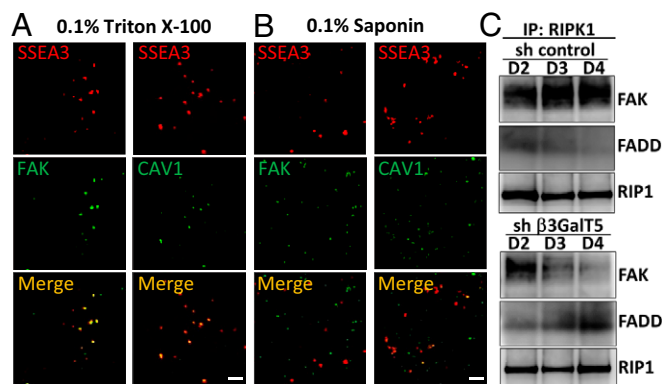 A 0.1% Triton X-100
SSEA3 SSEA3
FAK CAV1
Merge Merge
B 0.1% Saponin
SSEA3 SSEA3
FAK CAV1
Merge Merge
C IP: RIPK1
sh control
D2 D3 D4
FAK
FADD
RIP1
sh β3GalT5
D2 D3 D4
FAK
FADD
RIP1